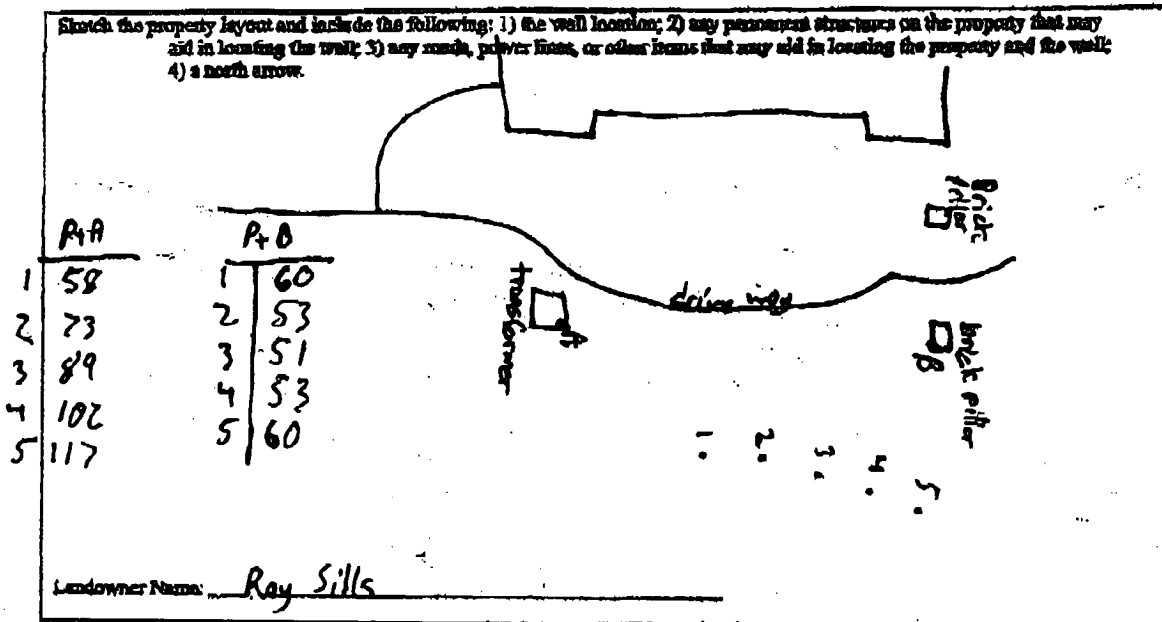 Sketch the property layout and include the following: 1) the well location; 2) any permanent structures on the property that may
aid in locating the well; 3) any roads, power lines, or other items that may aid in locating the property and the well;
4) a north arrow.
Brick
Pt A
1 58
2 73
3 89
4 102
5 117
Pt B
1 60
2 53
3 51
4 53
5 60
transformer
A
brick piller
B
1.
2.
3.
4.
5.
Landowner Name: Ray Sills